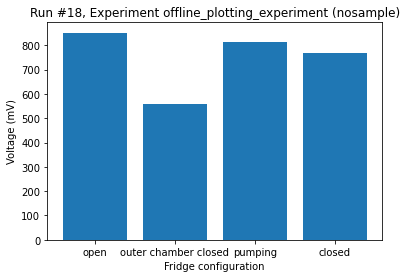 Run #18, Experiment offline_plotting_experiment (nosample)
Voltage (mV)
800
700
600
500
400
300
200
100
0
open outer chamber closed pumping closed
Fridge configuration